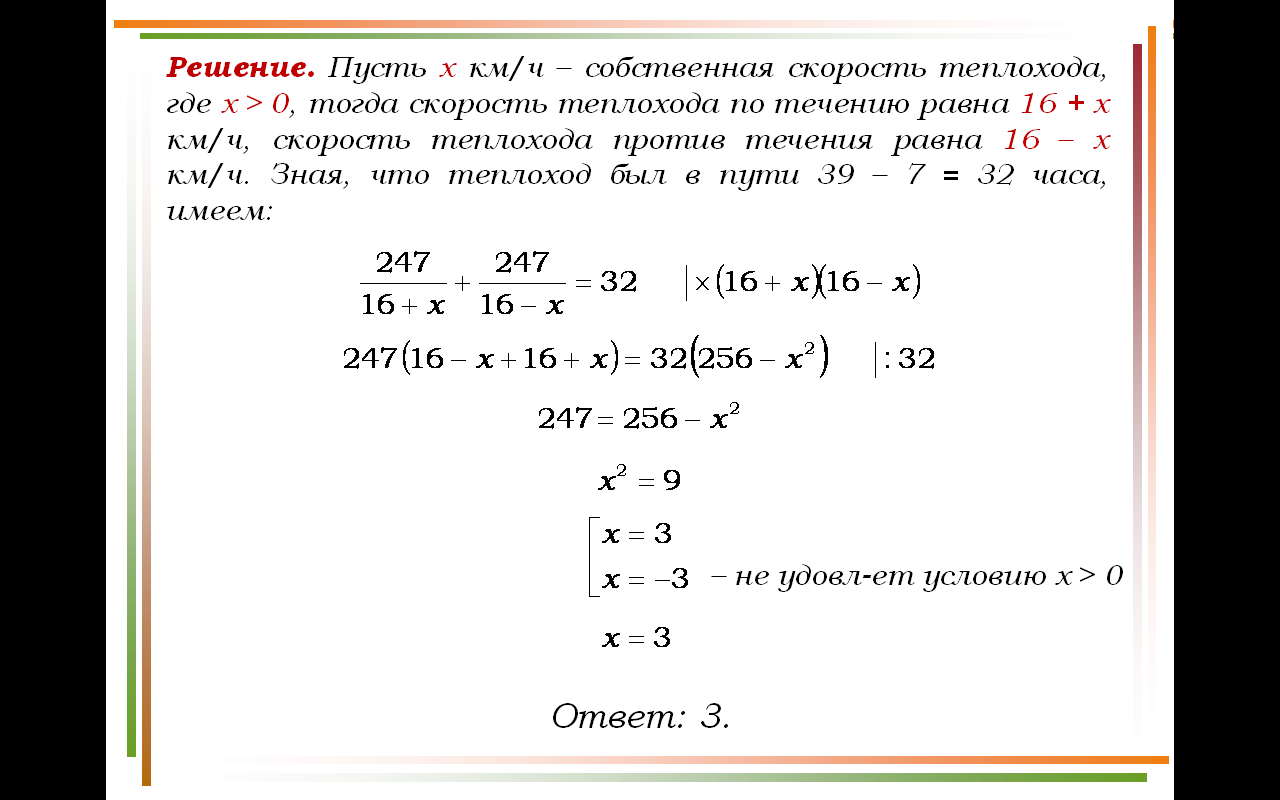 Решение. Пусть х км/ч – собственная скорость теплохода,
где х > 0, тогда скорость теплохода по течению равна 16 + х
км/ч, скорость теплохода против течения равна 16 – х
км/ч. Зная, что теплоход был в пути 39 – 7 = 32 часа,
имеем:
247/(16 + x) + 247/(16 − x) = 32 |×(16 + x)(16 − x)
247(16 − x + 16 + x) = 32(256 − x²) |: 32
247 = 256 − x²
x² = 9
[ x = 3
x = −3 – не удовл-ет условию х > 0
x = 3
Ответ: 3.